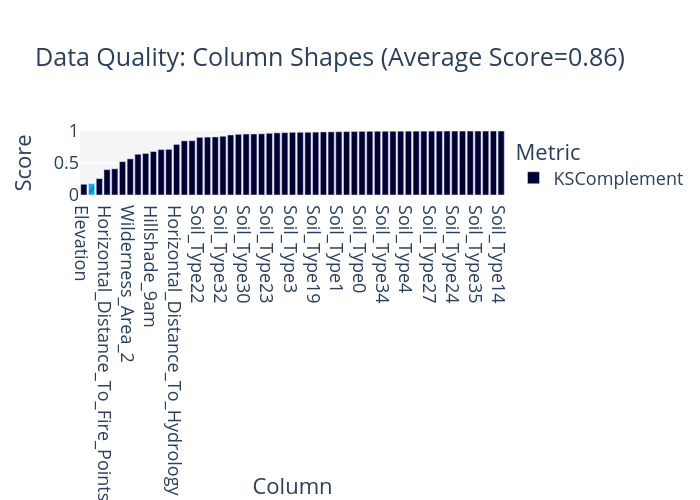 Data Quality: Column Shapes (Average Score=0.86)
Score
1
0.5
0
Metric
KSComplement
Elevation
Horizontal_Distance_To_Fire_Points
Wilderness_Area_2
Hillshade_9am
Horizontal_Distance_To_Hydrology
Soil_Type22
Soil_Type32
Soil_Type30
Soil_Type23
Soil_Type3
Soil_Type19
Soil_Type1
Soil_Type0
Soil_Type34
Soil_Type4
Soil_Type27
Soil_Type24
Soil_Type35
Soil_Type14
Column